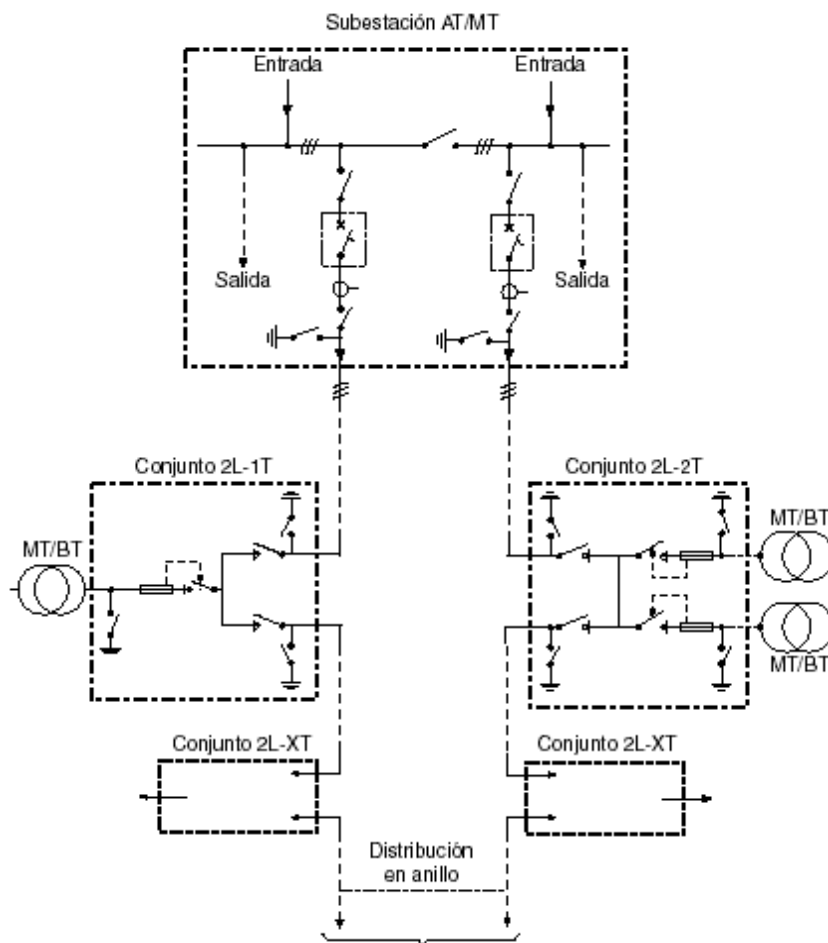 Subestación AT/MT
Entrada
Entrada
Salida
Salida
Conjunto 2L-1T
Conjunto 2L-2T
MT/BT
MT/BT
MT/BT
Conjunto 2L-XT
Conjunto 2L-XT
Distribución
en anillo